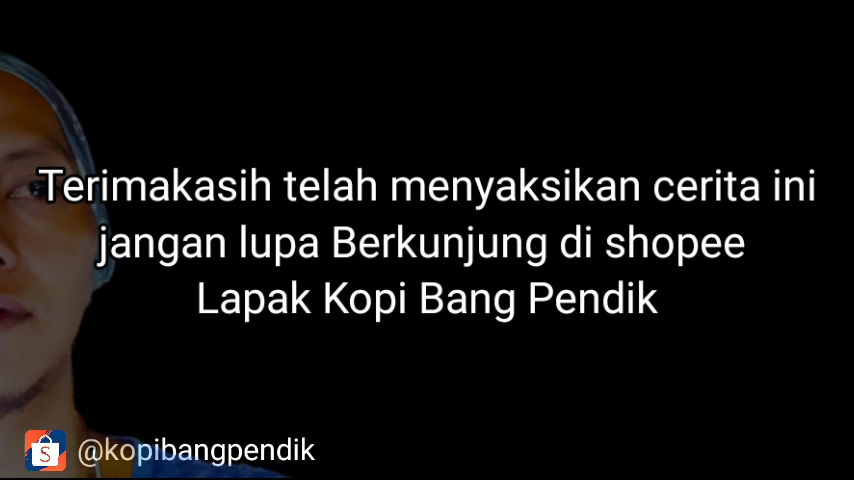 Terimakasih telah menyaksikan cerita ini
jangan lupa Berkunjung di shopee
Lapak Kopi Bang Pendik
S
@kopibangpendik